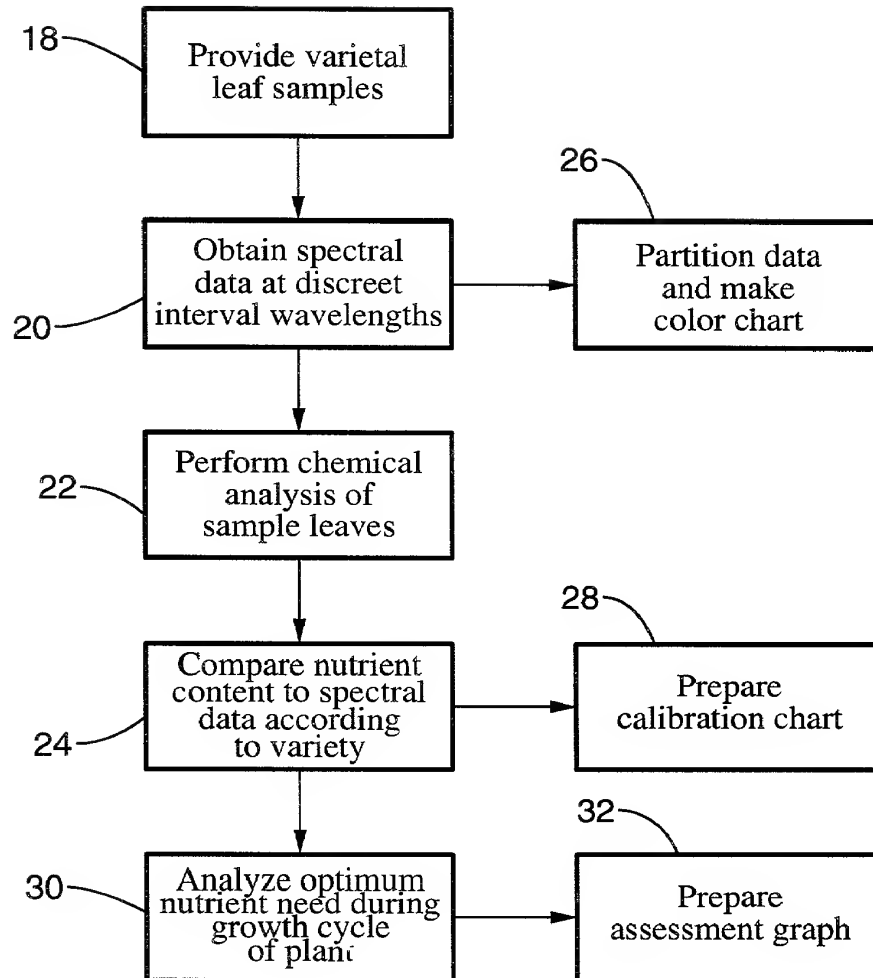 18
Provide varietal
leaf samples
26
Obtain spectral
data at discreet
interval wavelengths
20
Partition data
and make
color chart
Perform chemical
analysis of
sample leaves
22
28
Compare nutrient
content to spectral
data according
to variety
24
Prepare
calibration chart
32
30
Analyze optimum
nutrient need during
growth cycle
of plant
Prepare
assessment graph